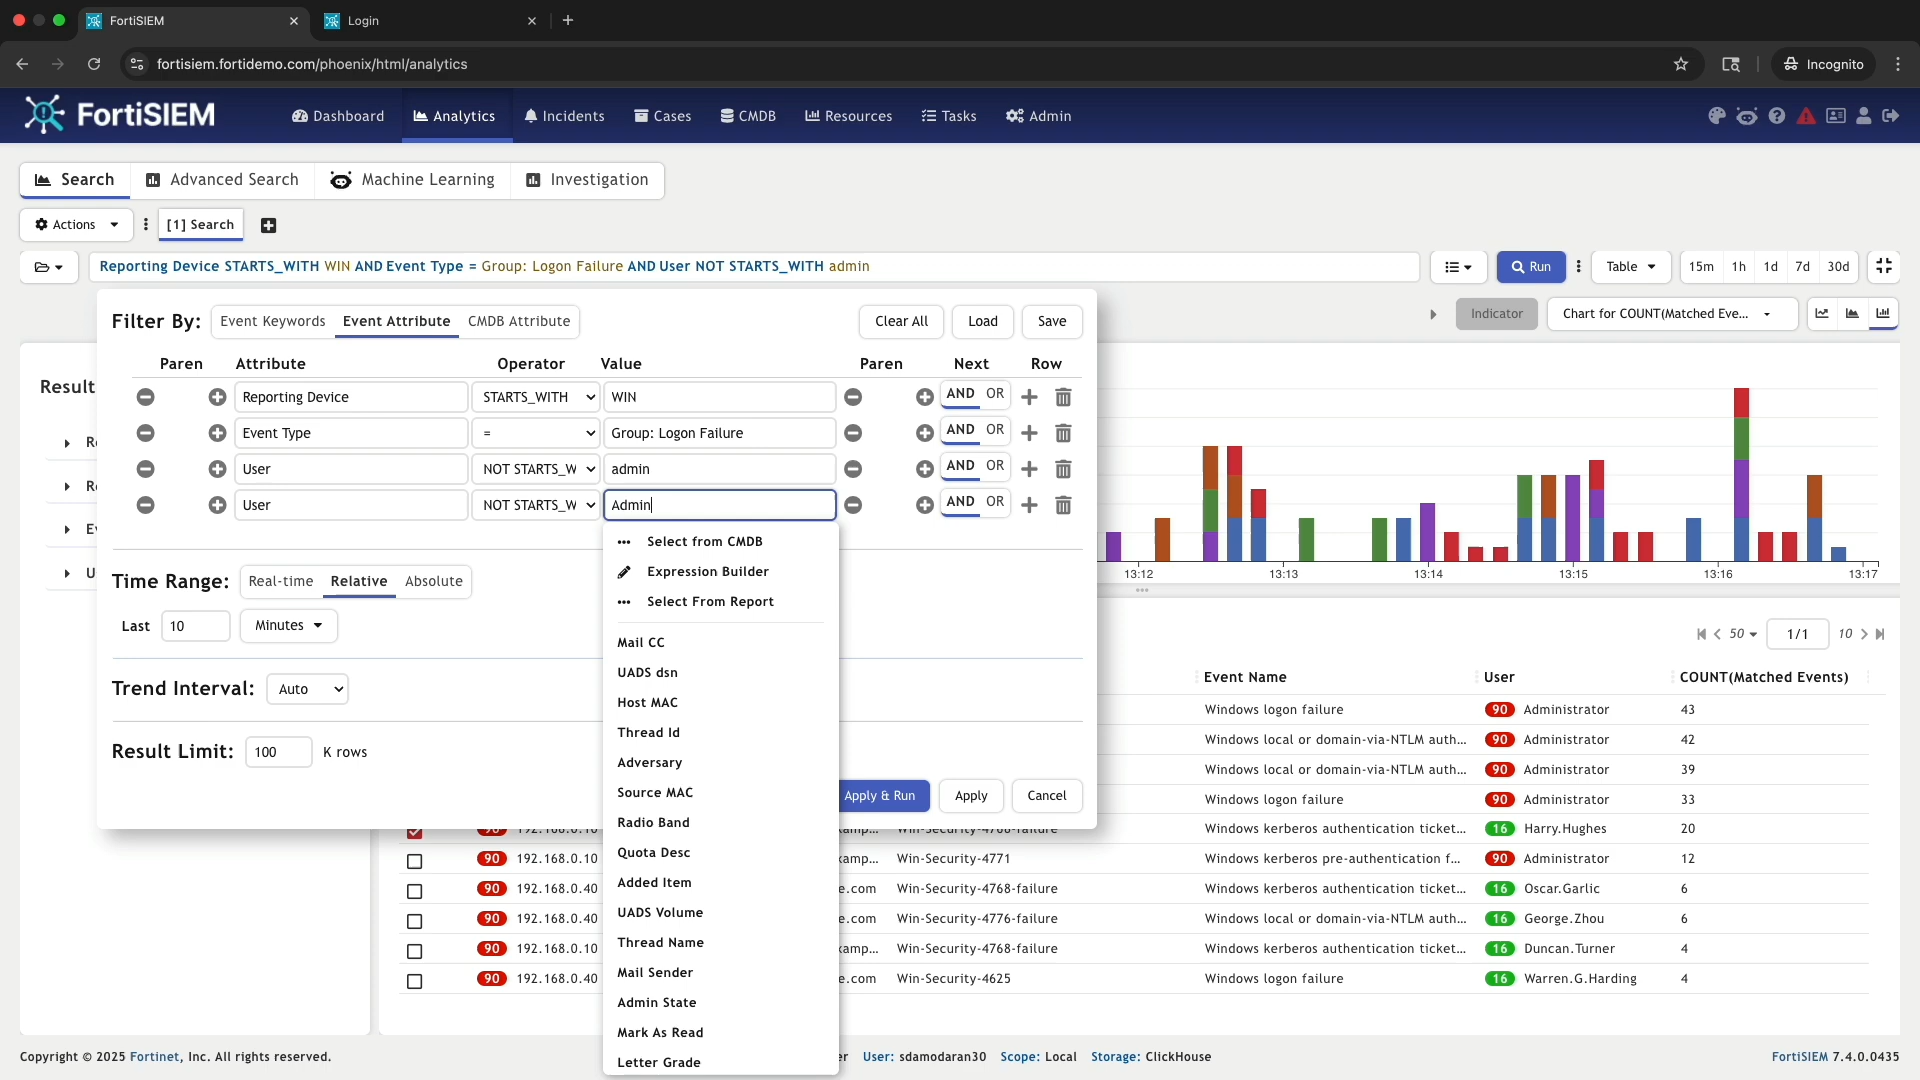 FortiSIEM
Login
fortisiem.fortidemo.com/phoenix/html/analytics
Incognito
FortiSIEM
Dashboard
Analytics
Incidents
Cases
CMDB
Resources
Tasks
Admin
Search
Advanced Search
Machine Learning
Investigation
Actions
[1] Search
Reporting Device STARTS_WITH WIN AND Event Type = Group: Logon Failure AND User NOT STARTS_WITH admin
Run
Table
15m 1h 1d 7d 30d
Filter By: Event Keywords Event Attribute CMDB Attribute
Clear All Load Save
Indicator
Chart for COUNT(Matched Eve...
Paren Attribute Operator Value Paren Next Row
Reporting Device STARTS_WITH WIN AND OR
Event Type = Group: Logon Failure AND OR
User NOT STARTS_W admin AND OR
User NOT STARTS_W Admin AND OR
Result
Select from CMDB
Expression Builder
Select From Report
Mail CC
UADS dsn
Host MAC
Thread Id
Adversary
Source MAC
Radio Band
Quota Desc
Added Item
UADS Volume
Thread Name
Mail Sender
Admin State
Mark As Read
Letter Grade
Time Range: Real-time Relative Absolute
Last 10 Minutes
Trend Interval: Auto
Result Limit: 100 K rows
Apply & Run Apply Cancel
13:12 13:13 13:14 13:15 13:16 13:17
50 1/1 10
Event Name User COUNT(Matched Events)
Windows logon failure 90 Administrator 43
Windows local or domain-via-NTLM auth... 90 Administrator 42
Windows local or domain-via-NTLM auth... 90 Administrator 39
Windows logon failure 90 Administrator 33
90 192.168.0.10 Win-Security-4768-failure Windows kerberos authentication ticket... 16 Harry.Hughes 20
90 192.168.0.10 xamp... Win-Security-4771 Windows kerberos pre-authentication f... 90 Administrator 12
90 192.168.0.40 e.com Win-Security-4768-failure Windows kerberos authentication ticket... 16 Oscar.Garlic 6
90 192.168.0.40 e.com Win-Security-4776-failure Windows local or domain-via-NTLM auth... 16 George.Zhou 6
90 192.168.0.10 xamp... Win-Security-4768-failure Windows kerberos authentication ticket... 16 Duncan.Turner 4
90 192.168.0.40 e.com Win-Security-4625 Windows logon failure 16 Warren.G.Harding 4
Copyright © 2025 Fortinet, Inc. All rights reserved.
User: sdamodaran30 Scope: Local Storage: ClickHouse
FortiSIEM 7.4.0.0435